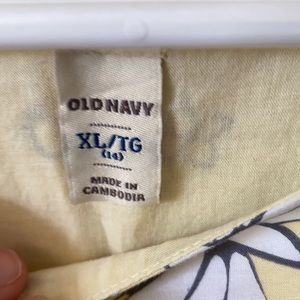 OLD NAVY
XL/TG
(14)
MADE IN
CAMBODIA